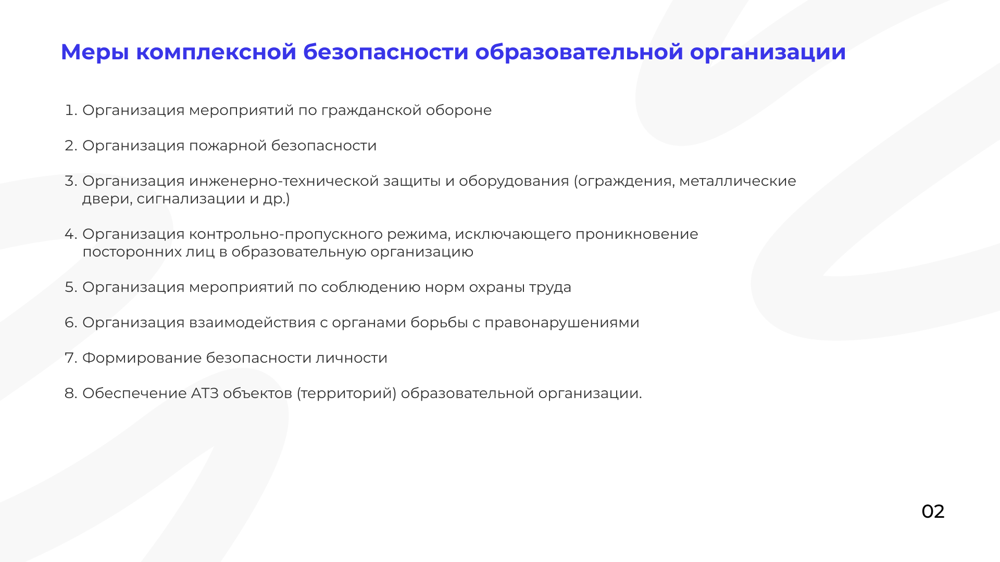 Меры комплексной безопасности образовательной организации
1. Организация мероприятий по гражданской обороне
2. Организация пожарной безопасности
3. Организация инженерно-технической защиты и оборудования (ограждения, металлические
двери, сигнализации и др.)
4. Организация контрольно-пропускного режима, исключающего проникновение
посторонних лиц в образовательную организацию
5. Организация мероприятий по соблюдению норм охраны труда
6. Организация взаимодействия с органами борьбы с правонарушениями
7. Формирование безопасности личности
8. Обеспечение АТЗ объектов (территорий) образовательной организации.
02